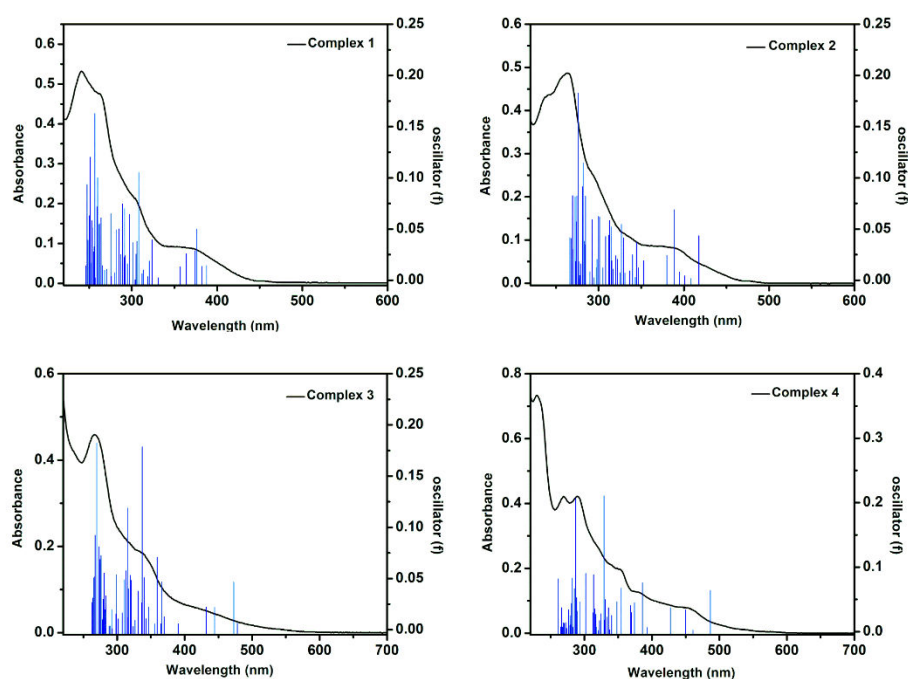 Complex 1
0.6
0.5
0.4
0.3
0.2
0.1
0.0
Absorbance
0.25
0.20
0.15
0.10
0.05
0.00
oscillator (f)
300 400 500 600
Wavelength (nm)
Complex 2
0.6
0.5
0.4
0.3
0.2
0.1
0.0
Absorbance
0.25
0.20
0.15
0.10
0.05
0.00
oscillator (f)
300 400 500 600
Wavelength (nm)
Complex 3
0.6
0.4
0.2
0.0
Absorbance
0.25
0.20
0.15
0.10
0.05
0.00
oscillator (f)
300 400 500 600 700
Wavelength (nm)
Complex 4
0.8
0.6
0.4
0.2
0.0
Absorbance
0.4
0.3
0.2
0.1
0.0
oscillator (f)
300 400 500 600 700
Wavelength (nm)